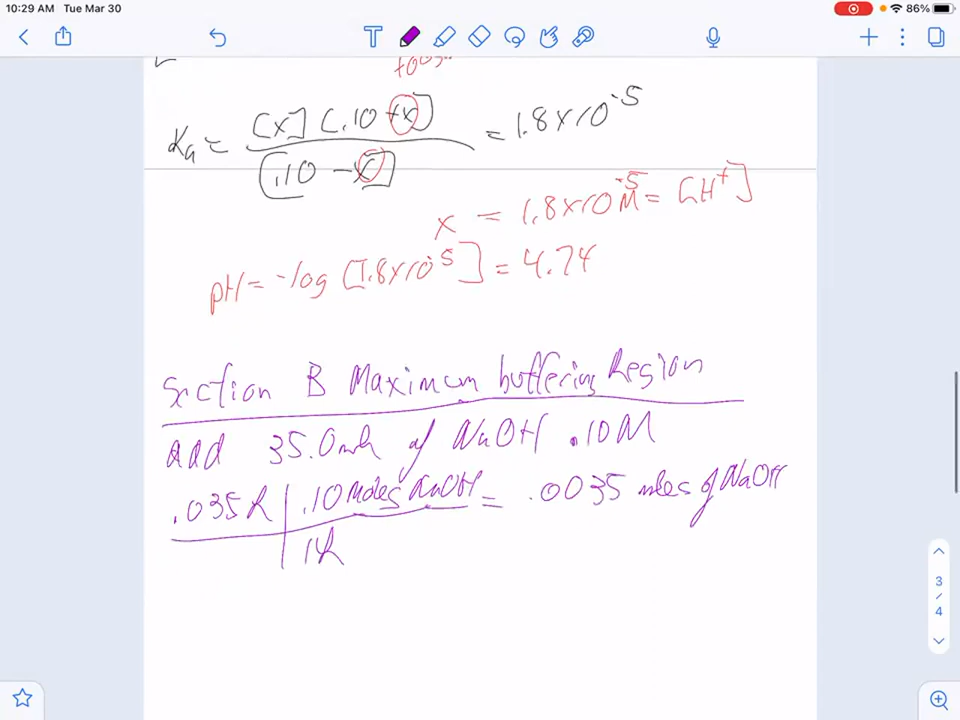 10:29 AM Tue Mar 30
86%
Ka = [x] [.10 +x] / [.10 - x] = 1.8x10^-5
x = 1.8x10^-5 M = [H+]
pH = -log [1.8x10^-5] = 4.74
Section B Maximum buffering Region
add 35.0mL of NaOH .10M
.035L | .10 moles NaOH = .0035 moles of NaOH
1L
3
/
4